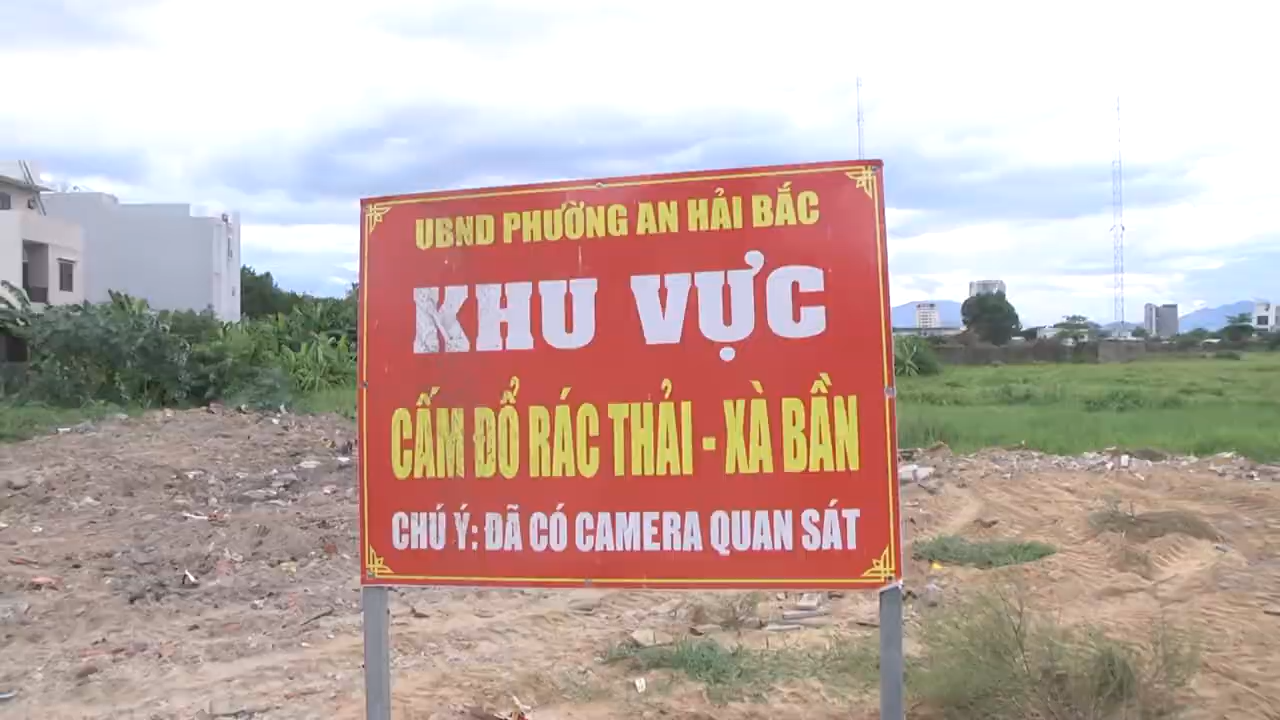 UBND PHƯỜNG AN HẢI BẮC
KHU VỰC
CẤM ĐỔ RÁC THẢI - XÀ BẦN
CHÚ Ý: ĐÃ CÓ CAMERA QUAN SÁT